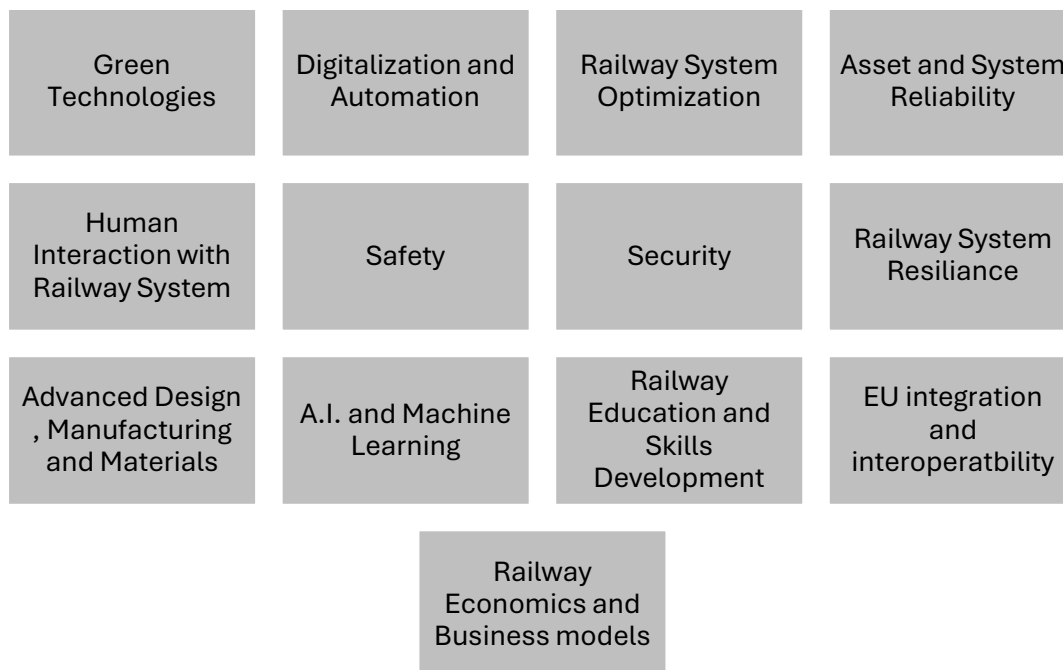 Green
Technologies
Digitalization and
Automation
Railway System
Optimization
Asset and System
Reliability
Human
Interaction with
Railway System
Safety
Security
Railway System
Resiliance
Advanced Design
, Manufacturing
and Materials
A.I. and Machine
Learning
Railway
Education and
Skills
Development
EU integration
and
interoperatbility
Railway
Economics and
Business models